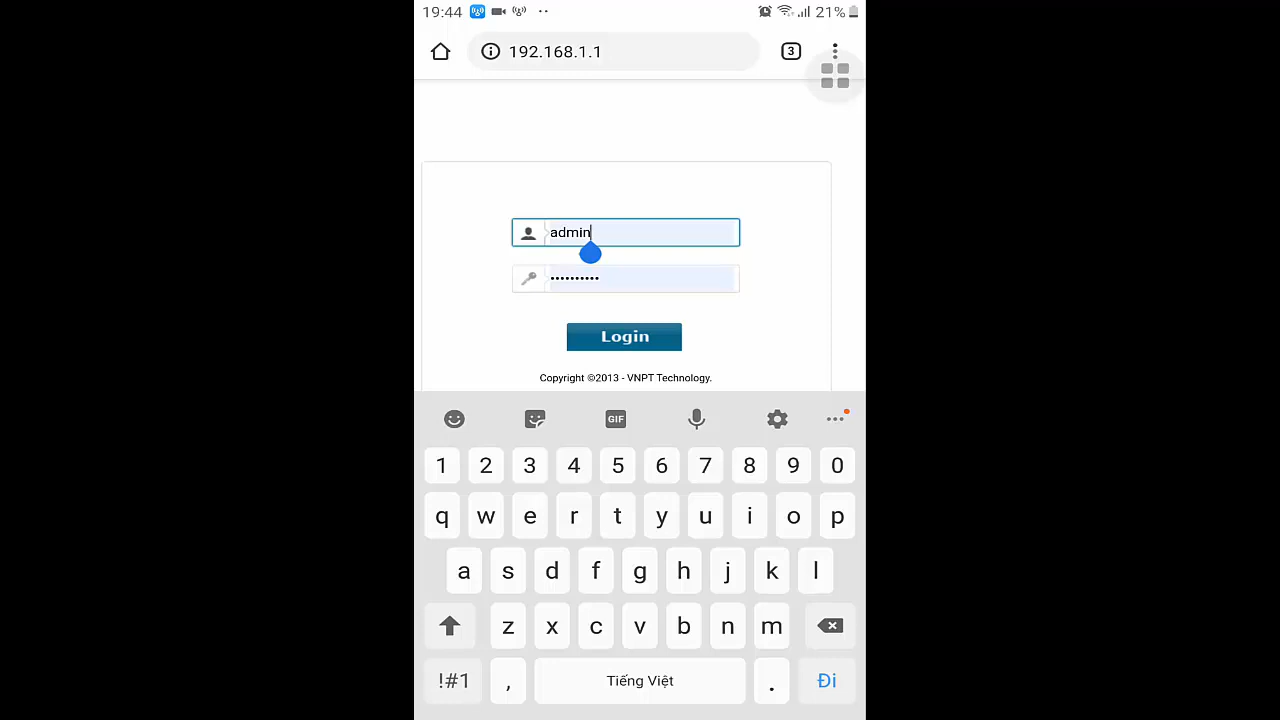 19:44 21%
192.168.1.1 3
admin
••••••••••
Login
Copyright ©2013 - VNPT Technology.
GIF
1 2 3 4 5 6 7 8 9 0
q w e r t y u i o p
a s d f g h j k l
z x c v b n m
!#1 , Tiếng Việt . Đi